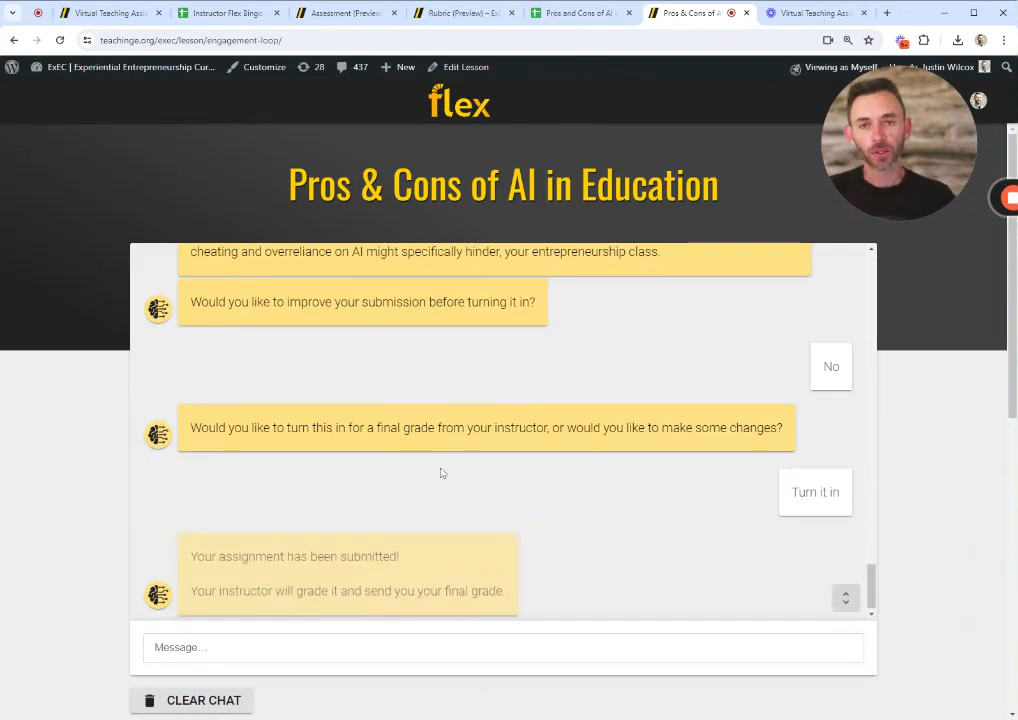 Virtual Teaching Assis
Instructor Flex Bingo
Assessment (Preview)
Rubric (Preview) – Ex
Pros and Cons of AI
Pros & Cons of A
Virtual Teaching Assis
teachinge.org/exec/lesson/engagement-loop/
ExEC | Experiential Entrepreneurship Cur...
Customize
28
437
New
Edit Lesson
Viewing as Myself
Justin Wilcox
flex
Pros & Cons of AI in Education
cheating and overreliance on AI might specifically hinder, your entrepreneurship class.
Would you like to improve your submission before turning it in?
No
Would you like to turn this in for a final grade from your instructor, or would you like to make some changes?
Turn it in
Your assignment has been submitted!
Your instructor will grade it and send you your final grade.
Message...
CLEAR CHAT